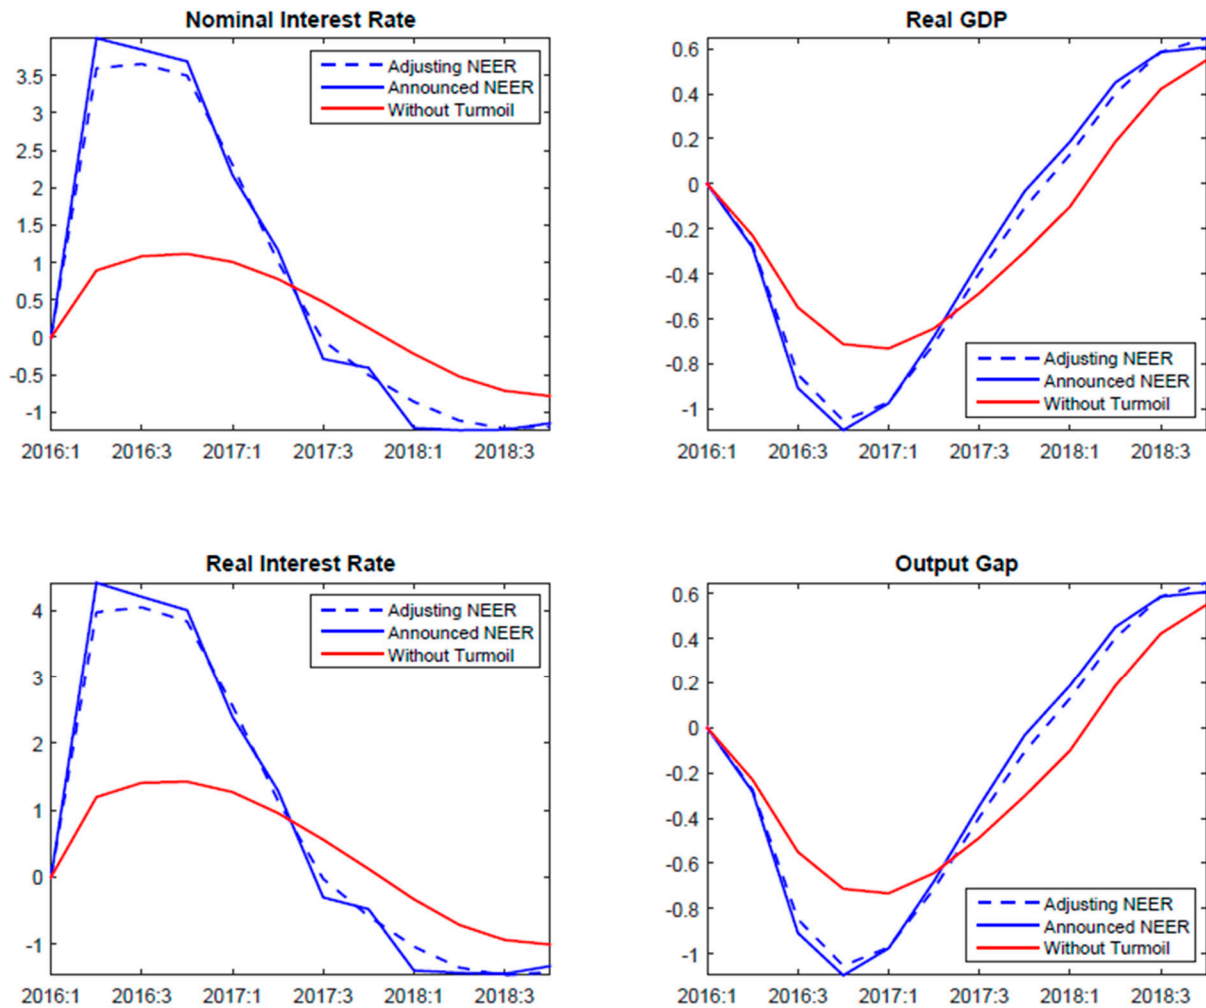 Nominal Interest Rate
3.5
3
2.5
2
1.5
1
0.5
0
-0.5
-1
Adjusting NEER
Announced NEER
Without Turmoil
2016:1 2016:3 2017:1 2017:3 2018:1 2018:3
Real GDP
0.6
0.4
0.2
0
-0.2
-0.4
-0.6
-0.8
-1
Adjusting NEER
Announced NEER
Without Turmoil
2016:1 2016:3 2017:1 2017:3 2018:1 2018:3
Real Interest Rate
4
3
2
1
0
-1
Adjusting NEER
Announced NEER
Without Turmoil
2016:1 2016:3 2017:1 2017:3 2018:1 2018:3
Output Gap
0.6
0.4
0.2
0
-0.2
-0.4
-0.6
-0.8
-1
Adjusting NEER
Announced NEER
Without Turmoil
2016:1 2016:3 2017:1 2017:3 2018:1 2018:3